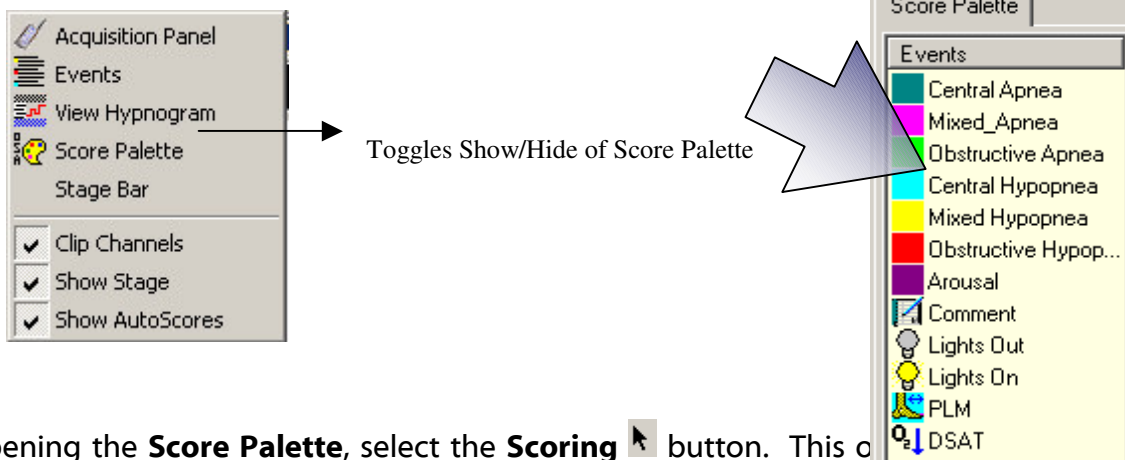 Acquisition Panel
Events
View Hypnogram
Score Palette
Stage Bar
Clip Channels
Show Stage
Show AutoScores
Toggles Show/Hide of Score Palette
Score Palette
Events
Central Apnea
Mixed_Apnea
Obstructive Apnea
Central Hypopnea
Mixed Hypopnea
Obstructive Hypop...
Arousal
Comment
Lights Out
Lights On
PLM
O₂ DSAT
pening the Score Palette, select the Scoring button. This o